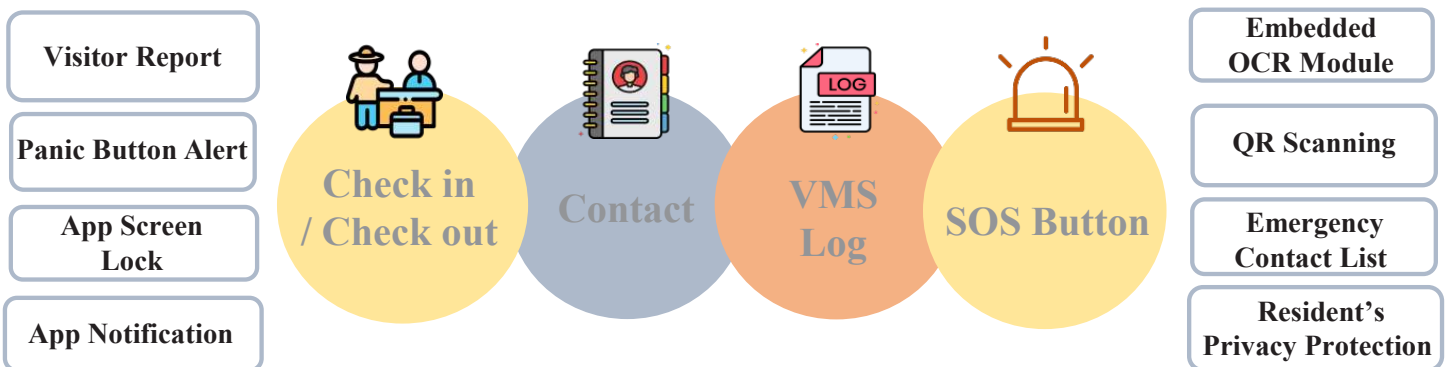 Visitor Report
Panic Button Alert
App Screen
Lock
App Notification
Check in
/ Check out
Contact
LOG
VMS
Log
SOS Button
Embedded
OCR Module
QR Scanning
Emergency
Contact List
Resident’s
Privacy Protection